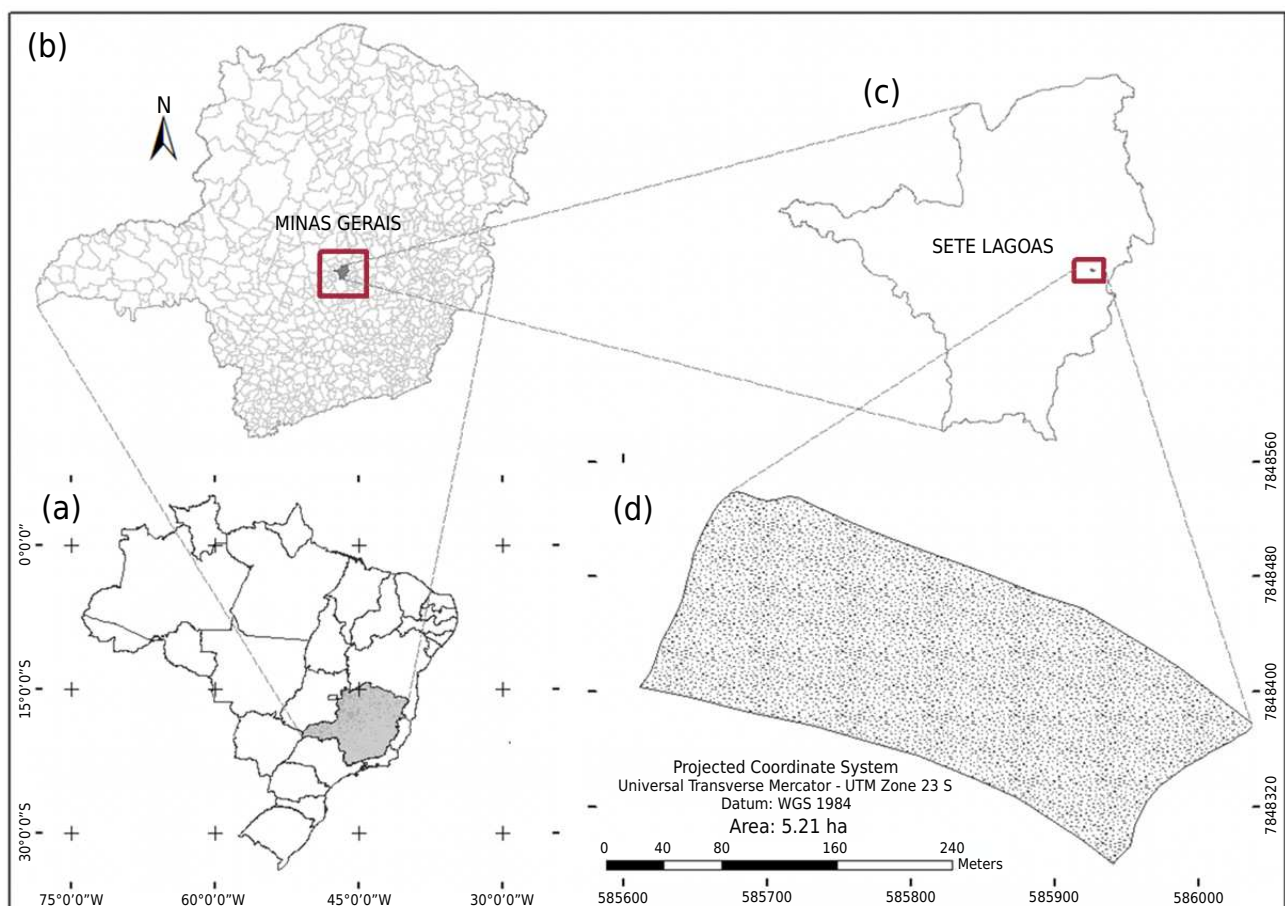 (b)
N
MINAS GERAIS
(c)
SETE LAGOAS
(a)
0°0'0"
15°0'0"S
30°0'0"S
75°0'0"W
60°0'0"W
45°0'0"W
30°0'0"W
(d)
7848560
7848480
7848400
7848320
Projected Coordinate System
Universal Transverse Mercator - UTM Zone 23 S
Datum: WGS 1984
Area: 5.21 ha
0 40 80 160 240
Meters
585600
585700
585800
585900
586000